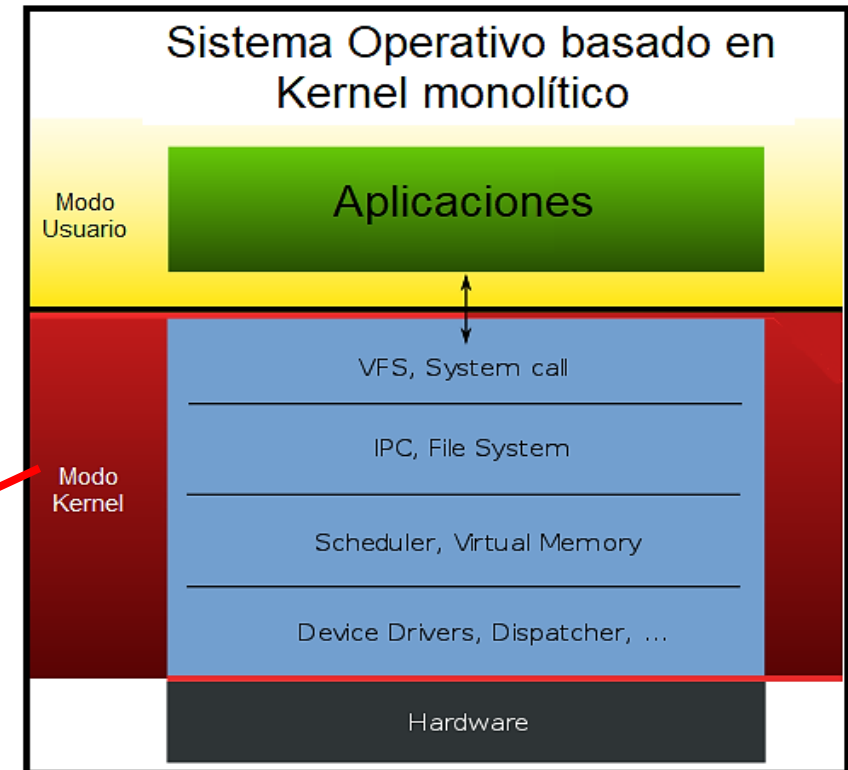 Sistema Operativo basado en
Kernel monolítico
Modo
Usuario
Aplicaciones
VFS, System call
IPC, File System
Modo
Kernel
Scheduler, Virtual Memory
Device Drivers, Dispatcher, ...
Hardware